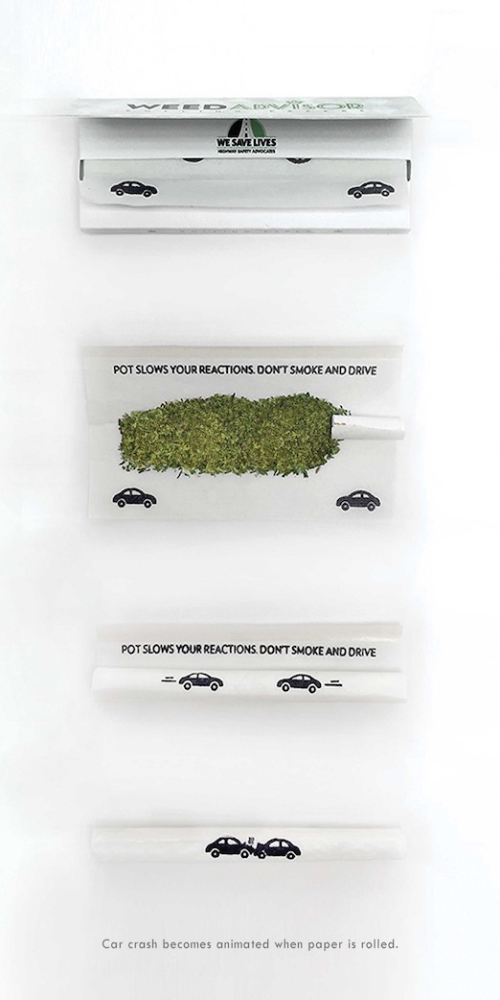 WEEDADVISOR
WE SAVE LIVES
HIGHWAY SAFETY ADVOCATES
POT SLOWS YOUR REACTIONS. DON'T SMOKE AND DRIVE
POT SLOWS YOUR REACTIONS. DON'T SMOKE AND DRIVE
Car crash becomes animated when paper is rolled.